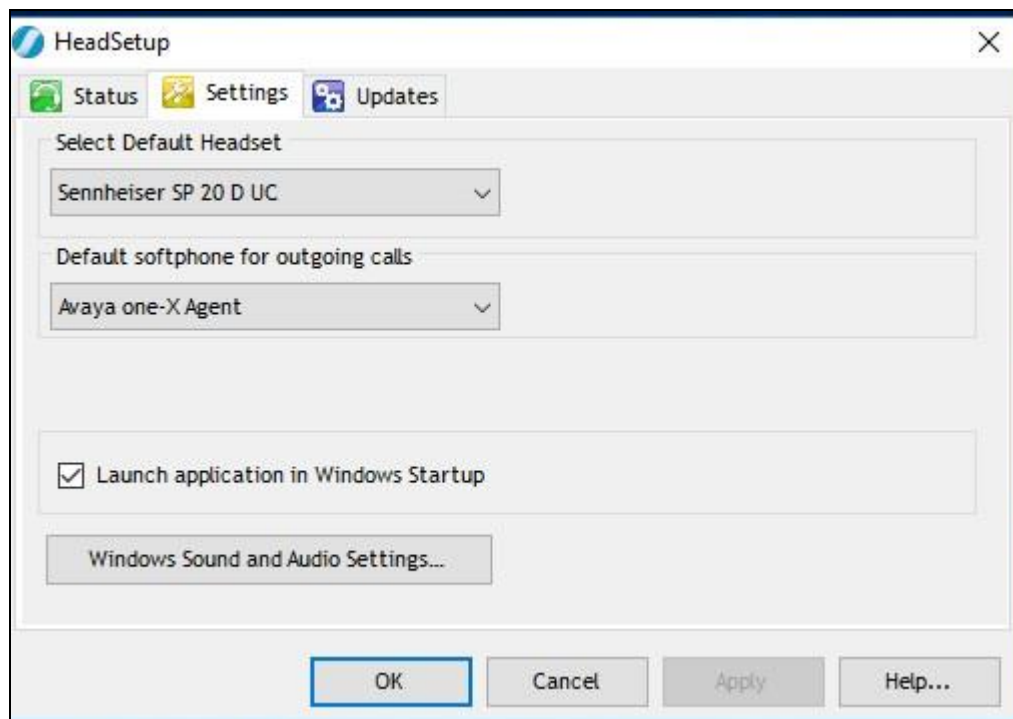 HeadSetup
Status Settings Updates
Select Default Headset
Sennheiser SP 20 D UC
Default softphone for outgoing calls
Avaya one-X Agent
Launch application in Windows Startup
Windows Sound and Audio Settings...
OK Cancel Apply Help...